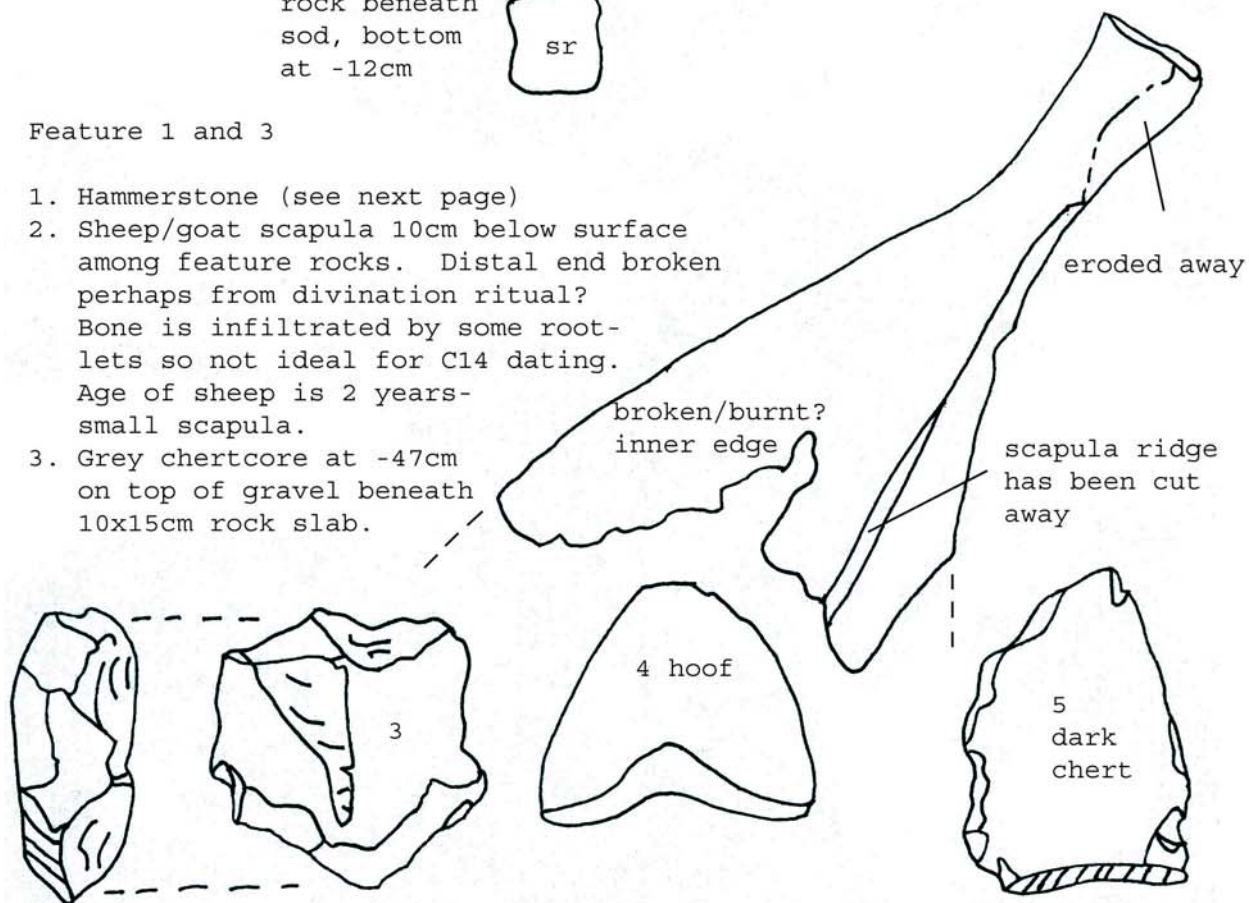 rock beneath
sod, bottom
at -12cm
sr
Feature 1 and 3
1. Hammerstone (see next page)
2. Sheep/goat scapula 10cm below surface
among feature rocks. Distal end broken
perhaps from divination ritual?
Bone is infiltrated by some root-
lets so not ideal for C14 dating.
Age of sheep is 2 years-
small scapula.
3. Grey chertcore at -47cm
on top of gravel beneath
10x15cm rock slab.
eroded away
broken/burnt?
inner edge
scapula ridge
has been cut
away
3
4 hoof
5
dark
chert